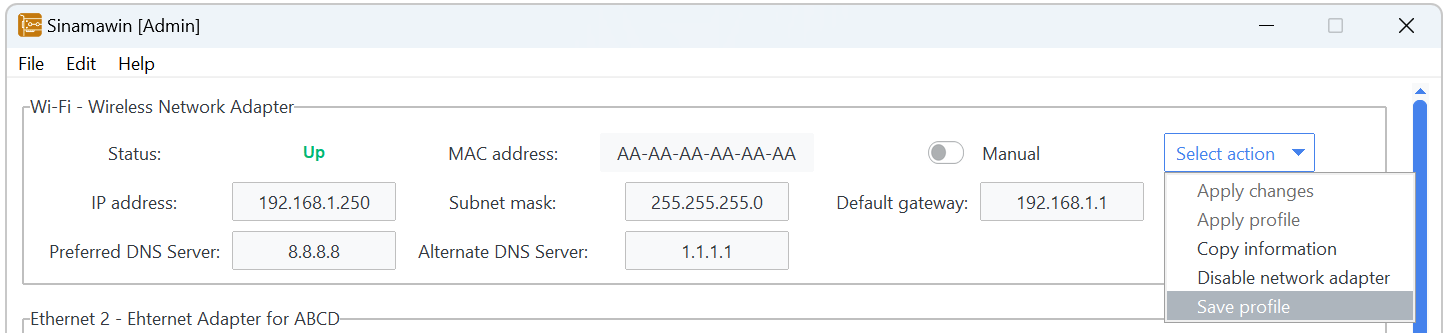 Sinamawin [Admin]
File Edit Help
Wi-Fi - Wireless Network Adapter
Status: Up MAC address: AA-AA-AA-AA-AA-AA Manual Select action
IP address: 192.168.1.250 Subnet mask: 255.255.255.0 Default gateway: 192.168.1.1
Preferred DNS Server: 8.8.8.8 Alternate DNS Server: 1.1.1.1
Apply changes
Apply profile
Copy information
Disable network adapter
Save profile
Ethernet 2 - Ehternet Adapter for ABCD